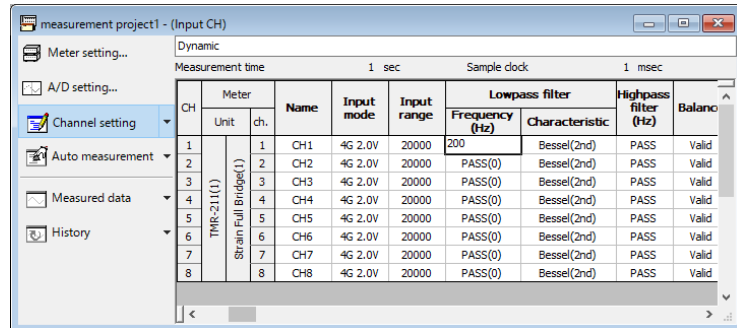 measurement project1 - (Input CH)
Meter setting...
A/D setting...
Channel setting
Auto measurement
Measured data
History
Dynamic
Measurement time 1 sec Sample clock 1 msec
CH Meter Name Input mode Input range Lowpass filter Highpass filter (Hz) Balanc
Unit ch. Frequency (Hz) Characteristic
TMR-211(1)
Strain Full Bridge(1)
1 1 CH1 4G 2.0V 20000 200 Bessel(2nd) PASS Valid
2 2 CH2 4G 2.0V 20000 PASS(0) Bessel(2nd) PASS Valid
3 3 CH3 4G 2.0V 20000 PASS(0) Bessel(2nd) PASS Valid
4 4 CH4 4G 2.0V 20000 PASS(0) Bessel(2nd) PASS Valid
5 5 CH5 4G 2.0V 20000 PASS(0) Bessel(2nd) PASS Valid
6 6 CH6 4G 2.0V 20000 PASS(0) Bessel(2nd) PASS Valid
7 7 CH7 4G 2.0V 20000 PASS(0) Bessel(2nd) PASS Valid
8 8 CH8 4G 2.0V 20000 PASS(0) Bessel(2nd) PASS Valid